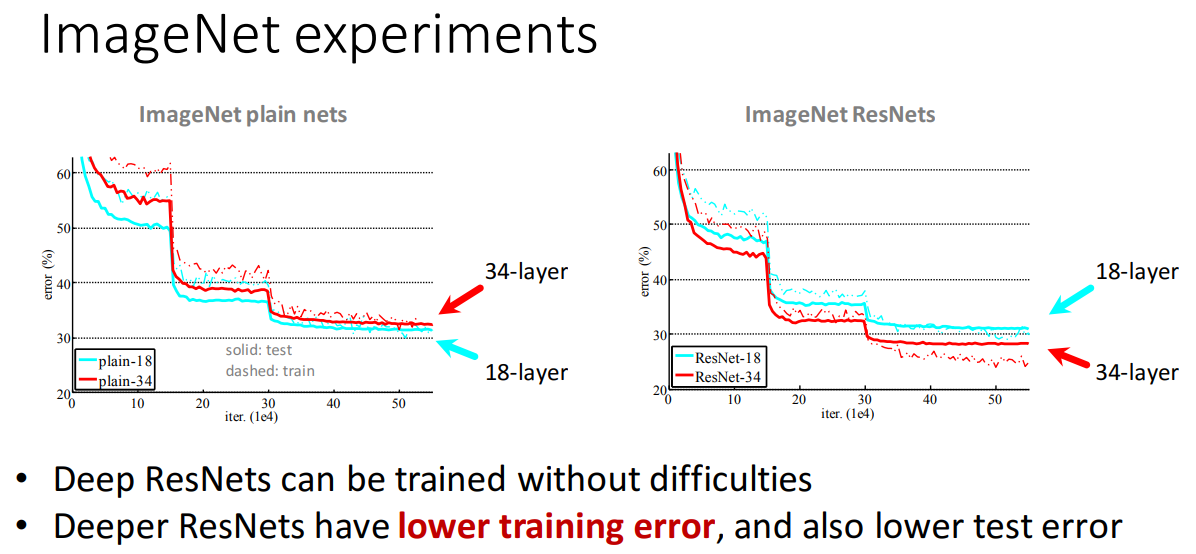 ImageNet experiments
ImageNet plain nets
60
50
40
30
20
error (%)
0
10
20
30
40
50
iter. (1e4)
plain-18
plain-34
solid: test
dashed: train
34-layer
18-layer
ImageNet ResNets
60
50
40
30
20
error (%)
0
10
20
30
40
50
iter. (1e4)
ResNet-18
ResNet-34
18-layer
34-layer
• Deep ResNets can be trained without difficulties
• Deeper ResNets have lower training error, and also lower test error